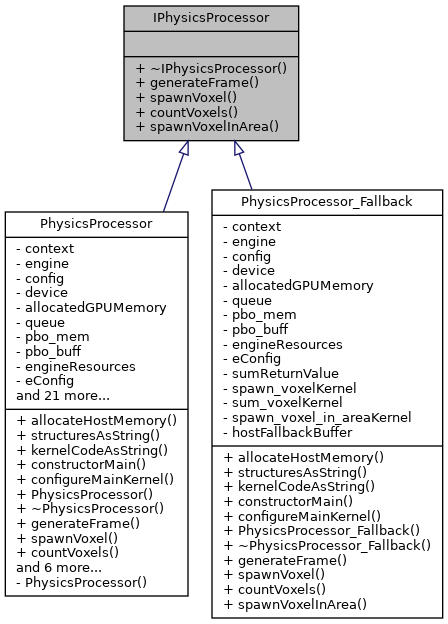 IPhysicsProcessor
+ ~IPhysicsProcessor()
+ generateFrame()
+ spawnVoxel()
+ countVoxels()
+ spawnVoxelInArea()
PhysicsProcessor
- context
- engine
- config
- device
- allocatedGPUMemory
- queue
- pbo_mem
- pbo_buff
- engineResources
- eConfig
and 21 more...
+ allocateHostMemory()
+ structuresAsString()
+ kernelCodeAsString()
+ constructorMain()
+ configureMainKernel()
+ PhysicsProcessor()
+ ~PhysicsProcessor()
+ generateFrame()
+ spawnVoxel()
+ countVoxels()
and 6 more...
- PhysicsProcessor()
PhysicsProcessor_Fallback
- context
- engine
- config
- device
- allocatedGPUMemory
- queue
- pbo_mem
- pbo_buff
- engineResources
- eConfig
- sumReturnValue
- spawn_voxelKernel
- sum_voxelKernel
- spawn_voxel_in_areaKernel
- hostFallbackBuffer
+ allocateHostMemory()
+ structuresAsString()
+ kernelCodeAsString()
+ constructorMain()
+ configureMainKernel()
+ PhysicsProcessor_Fallback()
+ ~PhysicsProcessor_Fallback()
+ generateFrame()
+ spawnVoxel()
+ countVoxels()
+ spawnVoxelInArea()